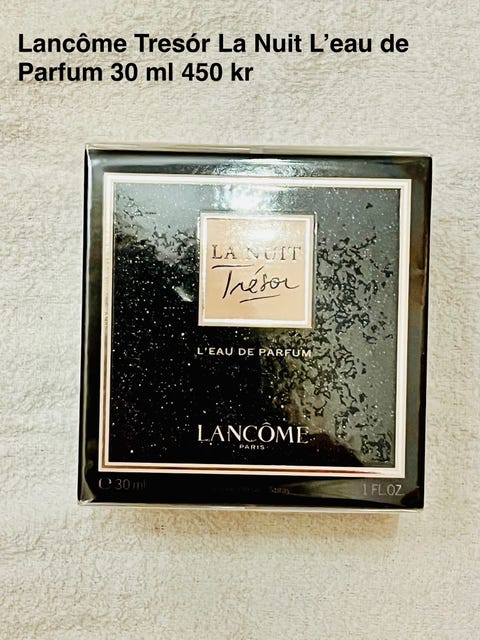 Lancôme Tresór La Nuit L’eau de
Parfum 30 ml 450 kr
LA NUIT
Trésor
L'EAU DE PARFUM
LANCÔME
PARIS
℮ 30 ml
Spray
1 FL.OZ.